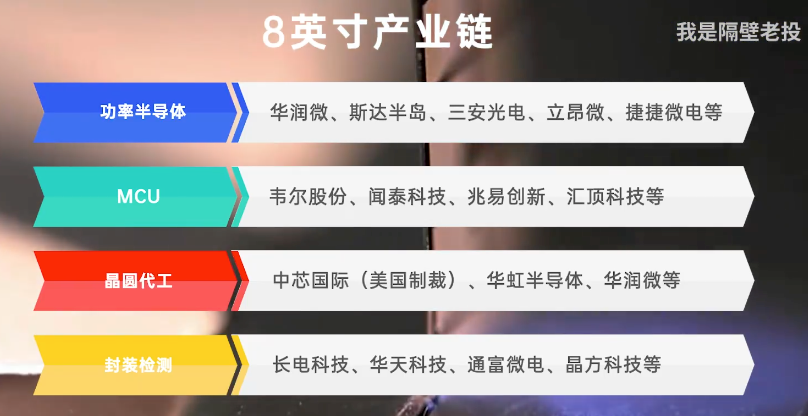 8英寸产业链
我是隔壁老投
功率半导体
华润微、斯达半岛、三安光电、立昂微、捷捷微电等
MCU
韦尔股份、闻泰科技、兆易创新、汇顶科技等
晶圆代工
中芯国际（美国制裁）、华虹半导体、华润微等
封装检测
长电科技、华天科技、通富微电、晶方科技等